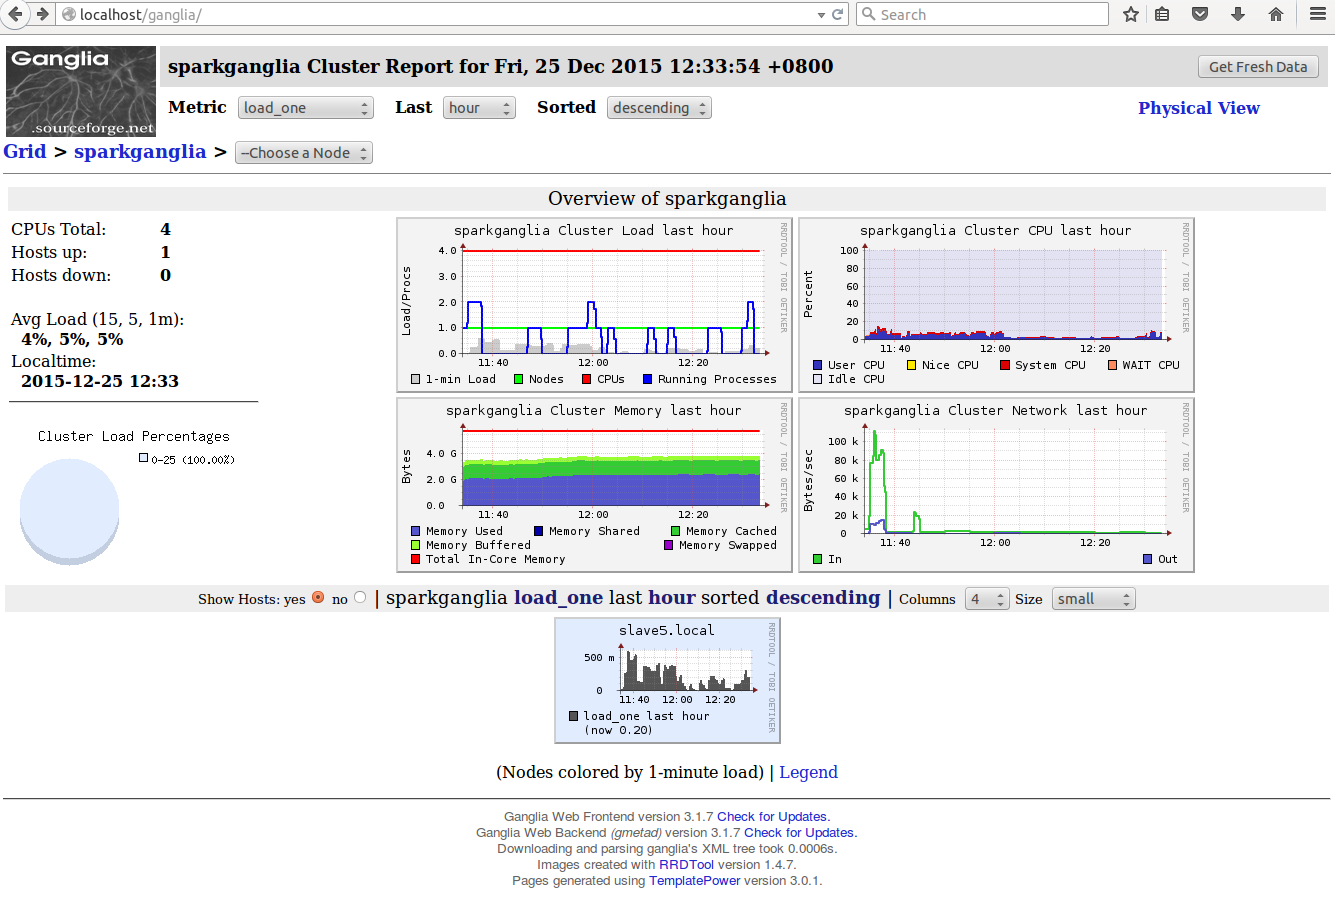 localhost/ganglia/
Search
Ganglia
.sourceforge.net
sparkganglia Cluster Report for Fri, 25 Dec 2015 12:33:54 +0800
Get Fresh Data
Metric load_one Last hour Sorted descending
Physical View
Grid > sparkganglia > --Choose a Node
Overview of sparkganglia
CPUs Total: 4
Hosts up: 1
Hosts down: 0
Avg Load (15, 5, 1m):
4%, 5%, 5%
Localtime:
2015-12-25 12:33
Cluster Load Percentages
0-25 (100.00%)
sparkganglia Cluster Load last hour
RRDTOOL / TOBI OETIKER
Load/Procs
4.0
3.0
2.0
1.0
0.0
11:40 12:00 12:20
1-min Load Nodes CPUs Running Processes
sparkganglia Cluster CPU last hour
RRDTOOL / TOBI OETIKER
Percent
100
80
60
40
20
0
11:40 12:00 12:20
User CPU Nice CPU System CPU WAIT CPU
Idle CPU
sparkganglia Cluster Memory last hour
RRDTOOL / TOBI OETIKER
Bytes
4.0 G
2.0 G
0.0
11:40 12:00 12:20
Memory Used Memory Shared Memory Cached
Memory Buffered Memory Swapped
Total In-Core Memory
sparkganglia Cluster Network last hour
RRDTOOL / TOBI OETIKER
Bytes/sec
100 k
80 k
60 k
40 k
20 k
0
11:40 12:00 12:20
In Out
Show Hosts: yes no | sparkganglia load_one last hour sorted descending | Columns 4 Size small
slave5.local
RRDTOOL / TOBI OETIKER
500 m
0
11:40 12:00 12:20
load_one last hour
(now 0.20)
(Nodes colored by 1-minute load) | Legend
Ganglia Web Frontend version 3.1.7 Check for Updates.
Ganglia Web Backend (gmetad) version 3.1.7 Check for Updates.
Downloading and parsing ganglia's XML tree took 0.0006s.
Images created with RRDTool version 1.4.7.
Pages generated using TemplatePower version 3.0.1.